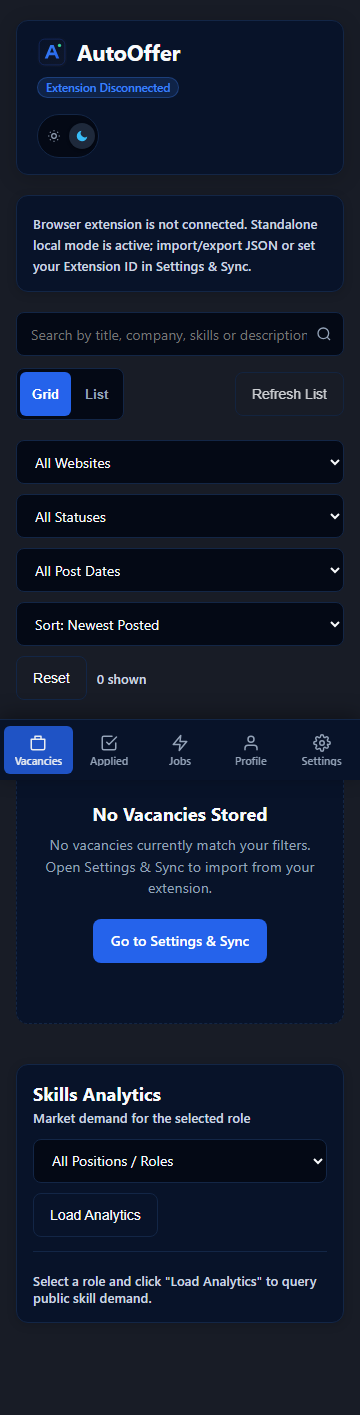 AutoOffer
Extension Disconnected
Browser extension is not connected. Standalone
local mode is active; import/export JSON or set
your Extension ID in Settings & Sync.
Search by title, company, skills or description
Grid
List
Refresh List
All Websites
All Statuses
All Post Dates
Sort: Newest Posted
Reset
0 shown
Vacancies
Applied
Jobs
Profile
Settings
No Vacancies Stored
No vacancies currently match your filters.
Open Settings & Sync to import from your
extension.
Go to Settings & Sync
Skills Analytics
Market demand for the selected role
All Positions / Roles
Load Analytics
Select a role and click "Load Analytics" to query
public skill demand.